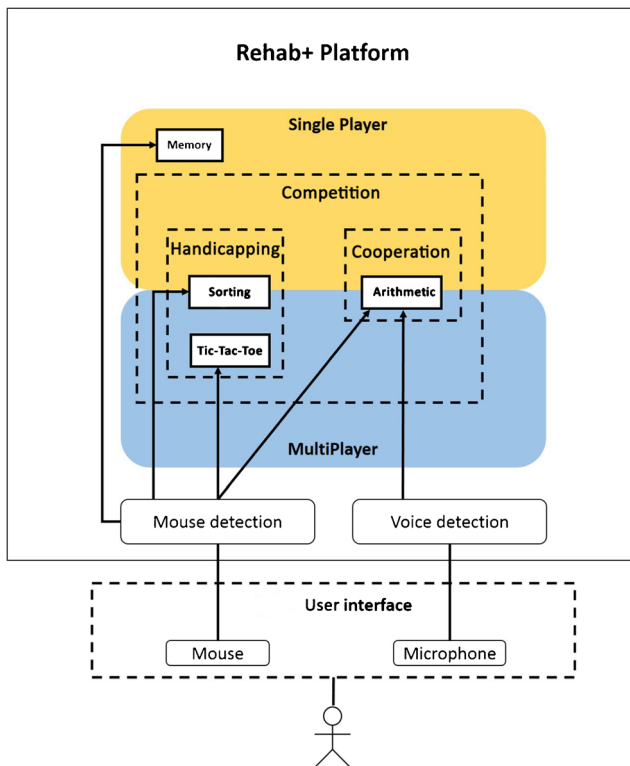 Rehab+ Platform
Single Player
Memory
Competition
Handicapping
Cooperation
Sorting
Arithmetic
Tic-Tac-Toe
MultiPlayer
Mouse detection
Voice detection
User interface
Mouse
Microphone